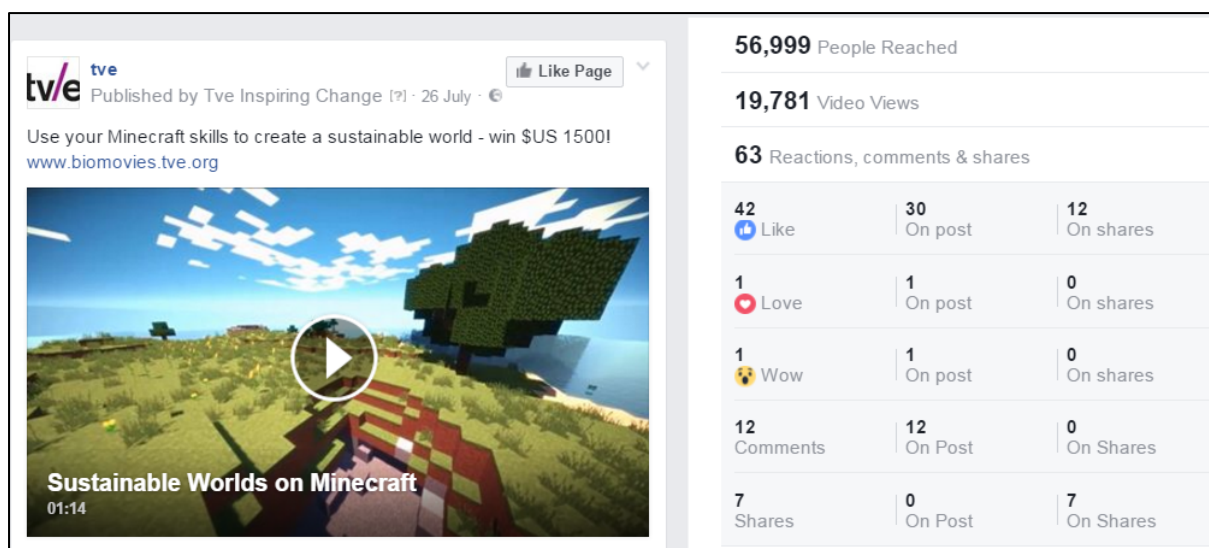 tv/e
tve
Like Page
Published by Tve Inspiring Change [?] · 26 July ·
Use your Minecraft skills to create a sustainable world - win $US 1500!
www.biomovies.tve.org
Sustainable Worlds on Minecraft
01:14
56,999 People Reached
19,781 Video Views
63 Reactions, comments & shares
42 30 12
Like On post On shares
1 1 0
Love On post On shares
1 1 0
Wow On post On shares
12 12 0
Comments On Post On Shares
7 0 7
Shares On Post On Shares